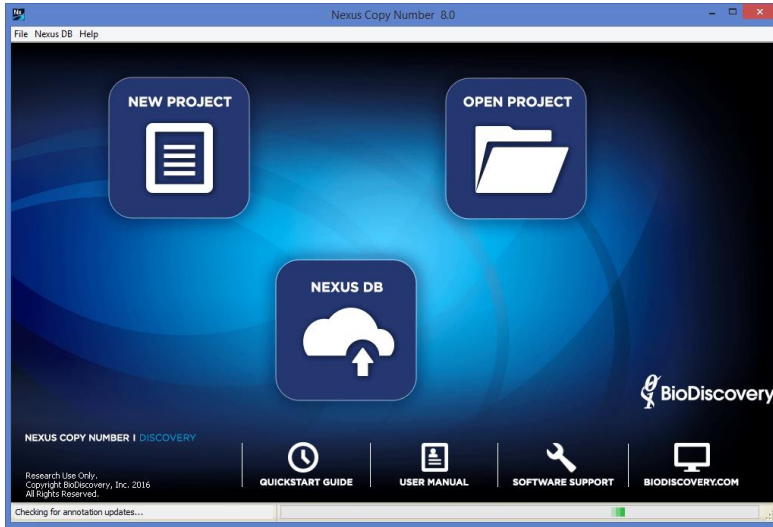 Nx
Nexus Copy Number 8.0
File Nexus DB Help
NEW PROJECT
OPEN PROJECT
NEXUS DB
BioDiscovery
NEXUS COPY NUMBER I DISCOVERY
Research Use Only.
Copyright BioDiscovery, Inc. 2016
All Rights Reserved.
QUICKSTART GUIDE
USER MANUAL
SOFTWARE SUPPORT
BIODISCOVERY.COM
Checking for annotation updates...